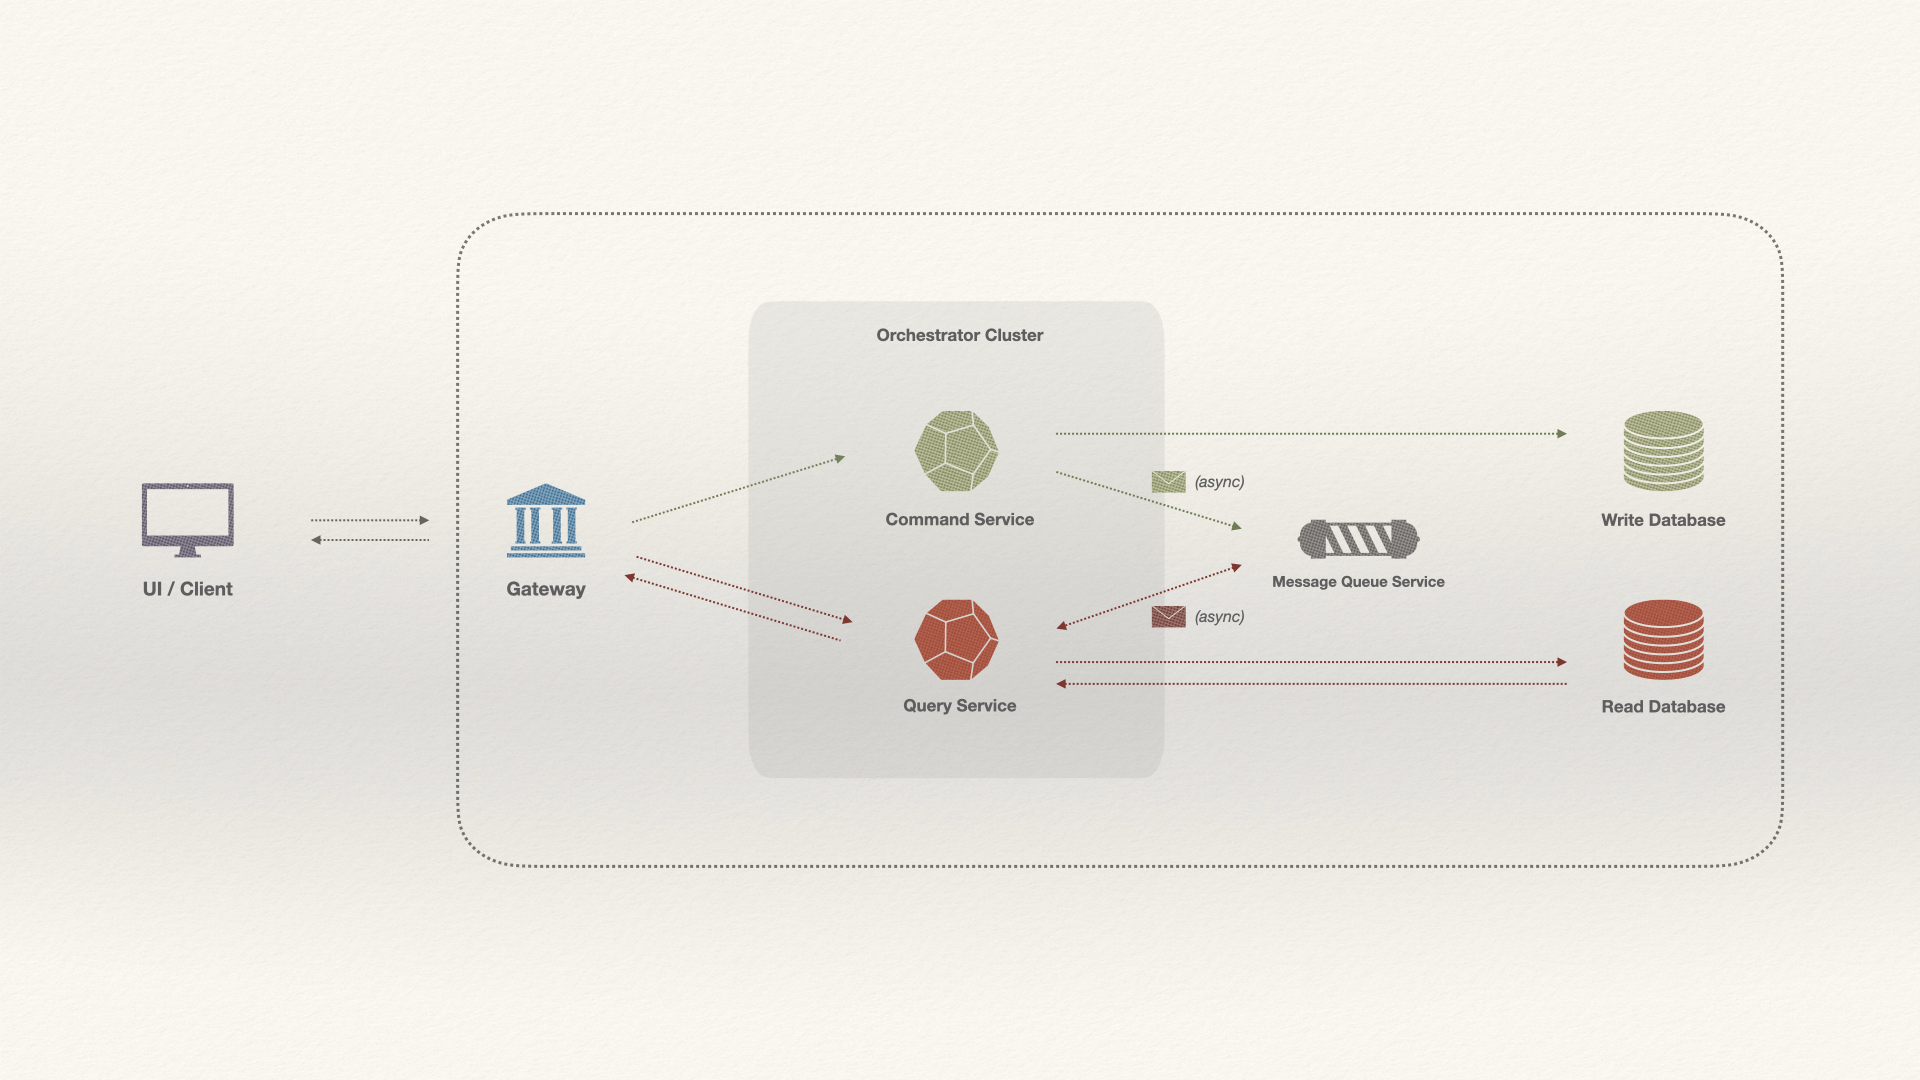 Orchestrator Cluster
(async)
Command Service
Write Database
UI / Client
Gateway
Message Queue Service
(async)
Query Service
Read Database